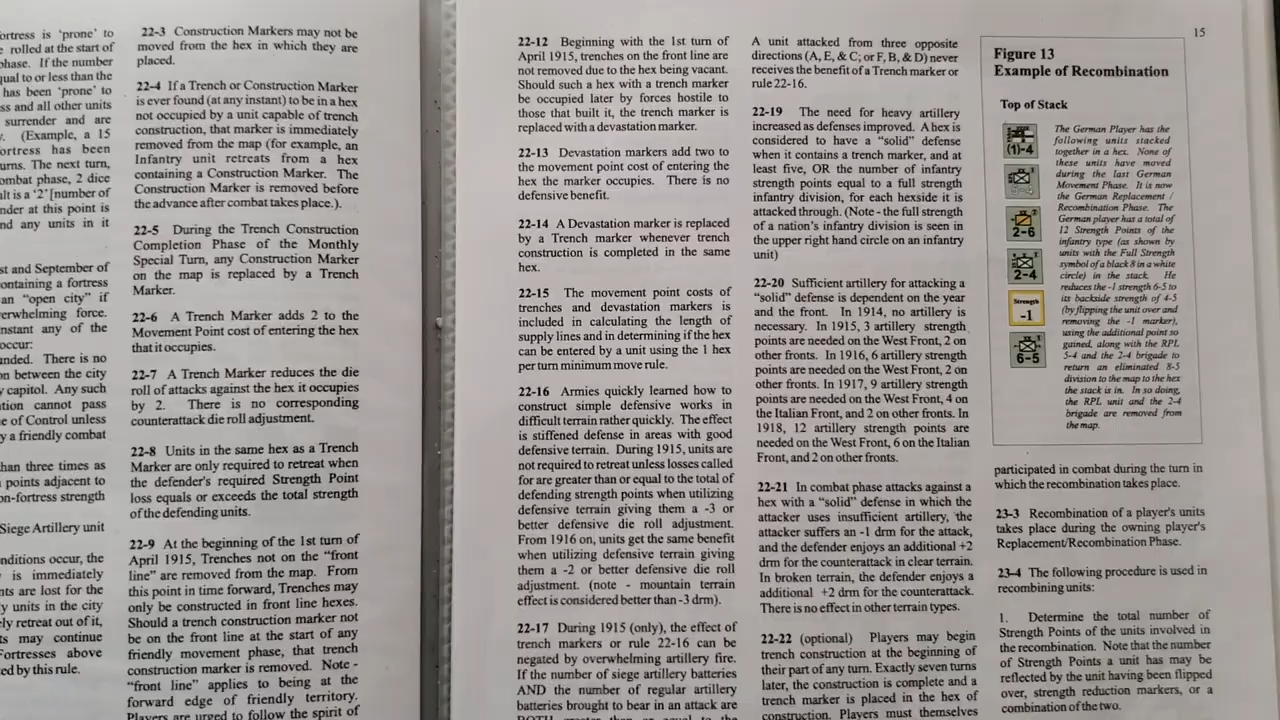 ortress is 'prone' to
rolled at the start of
phase. If the number
qual to or less than the
has been 'prone' to
ss and all other units
surrender and are
(Example, a 15
ortress has been
urns. The next turn,
ombat phase, 2 dice
lt is a '2' [number of
nder at this point is
nd any units in it
st and September of
ontaining a fortress
an "open city" if
erwhelming force.
nstant any of the
occur:
unded. There is no
on between the city
y capitol. Any such
tion cannot pass
e of Control unless
y a friendly combat
han three times as
points adjacent to
on-fortress strength
Siege Artillery unit
nditions occur, the
is immediately
nts are lost for the
y units in the city
ly retreat out of it,
ts may continue
Fortresses above
ed by this rule.
22-3 Construction Markers may not be
moved from the hex in which they are
placed.
22-4 If a Trench or Construction Marker
is ever found (at any instant) to be in a hex
not occupied by a unit capable of trench
construction, that marker is immediately
removed from the map (for example, an
Infantry unit retreats from a hex
containing a Construction Marker. The
Construction Marker is removed before
the advance after combat takes place.).
22-5 During the Trench Construction
Completion Phase of the Monthly
Special Turn, any Construction Marker
on the map is replaced by a Trench
Marker.
22-6 A Trench Marker adds 2 to the
Movement Point cost of entering the hex
that it occupies.
22-7 A Trench Marker reduces the die
roll of attacks against the hex it occupies
by 2. There is no corresponding
counterattack die roll adjustment.
22-8 Units in the same hex as a Trench
Marker are only required to retreat when
the defender's required Strength Point
loss equals or exceeds the total strength
of the defending units.
22-9 At the beginning of the 1st turn of
April 1915, Trenches not on the "front
line" are removed from the map. From
this point in time forward, Trenches may
only be constructed in front line hexes.
Should a trench construction marker not
be on the front line at the start of any
friendly movement phase, that trench
construction marker is removed. Note -
"front line" applies to being at the
forward edge of friendly territory.
Players are urged to follow the spirit of
22-12 Beginning with the 1st turn of
April 1915, trenches on the front line are
not removed due to the hex being vacant.
Should such a hex with a trench marker
be occupied later by forces hostile to
those that built it, the trench marker is
replaced with a devastation marker.
22-13 Devastation markers add two to
the movement point cost of entering the
hex the marker occupies. There is no
defensive benefit.
22-14 A Devastation marker is replaced
by a Trench marker whenever trench
construction is completed in the same
hex.
22-15 The movement point costs of
trenches and devastation markers is
included in calculating the length of
supply lines and in determining if the hex
can be entered by a unit using the 1 hex
per turn minimum move rule.
22-16 Armies quickly learned how to
construct simple defensive works in
difficult terrain rather quickly. The effect
is stiffened defense in areas with good
defensive terrain. During 1915, units are
not required to retreat unless losses called
for are greater than or equal to the total of
defending strength points when utilizing
defensive terrain giving them a -3 or
better defensive die roll adjustment.
From 1916 on, units get the same benefit
when utilizing defensive terrain giving
them a -2 or better defensive die roll
adjustment. (note - mountain terrain
effect is considered better than -3 drm).
22-17 During 1915 (only), the effect of
trench markers or rule 22-16 can be
negated by overwhelming artillery fire.
If the number of siege artillery batteries
AND the number of regular artillery
batteries brought to bear in an attack are
BOTH greater than or equal to the
A unit attacked from three opposite
directions (A, E, & C; or F, B, & D) never
receives the benefit of a Trench marker or
rule 22-16.
22-19 The need for heavy artillery
increased as defenses improved. A hex is
considered to have a "solid" defense
when it contains a trench marker, and at
least five, OR the number of infantry
strength points equal to a full strength
infantry division, for each hexside it is
attacked through. (Note - the full strength
of a nation's infantry division is seen in
the upper right hand circle on an infantry
unit)
22-20 Sufficient artillery for attacking a
"solid" defense is dependent on the year
and the front. In 1914, no artillery is
necessary. In 1915, 3 artillery strength
points are needed on the West Front, 2 on
other fronts. In 1916, 6 artillery strength
points are needed on the West Front, 2 on
other fronts. In 1917, 9 artillery strength
points are needed on the West Front, 4 on
the Italian Front, and 2 on other fronts. In
1918, 12 artillery strength points are
needed on the West Front, 6 on the Italian
Front, and 2 on other fronts.
22-21 In combat phase attacks against a
hex with a "solid" defense in which the
attacker uses insufficient artillery, the
attacker suffers an -1 drm for the attack,
and the defender enjoys an additional +2
drm for the counterattack in clear terrain.
In broken terrain, the defender enjoys a
additional +2 drm for the counterattack.
There is no effect in other terrain types.
22-22 (optional) Players may begin
trench construction at the beginning of
their part of any turn. Exactly seven turns
later, the construction is complete and a
trench marker is placed in the hex of
construction. Players must themselves
15
Figure 13
Example of Recombination
Top of Stack
(1)-4
5-4
2-6
2-4
Strength
-1
6-5
The German Player has the
following units stacked
together in a hex. None of
these units have moved
during the last German
Movement Phase. It is now
the German Replacement /
Recombination Phase. The
German player has a total of
12 Strength Points of the
infantry type (as shown by
units with the Full Strength
symbol of a black 8 in a white
circle) in the stack. He
reduces the -1 strength 6-5 to
its backside strength of 4-5
(by flipping the unit over and
removing the -1 marker),
using the additional point so
gained, along with the RPL
5-4 and the 2-4 brigade to
return an eliminated 8-5
division to the map to the hex
the stack is in. In so doing,
the RPL unit and the 2-4
brigade are removed from
the map.
participated in combat during the turn in
which the recombination takes place.
23-3 Recombination of a player's units
takes place during the owning player's
Replacement/Recombination Phase.
23-4 The following procedure is used in
recombining units:
1. Determine the total number of
Strength Points of the units involved in
the recombination. Note that the number
of Strength Points a unit has may be
reflected by the unit having been flipped
over, strength reduction markers, or a
combination of the two.